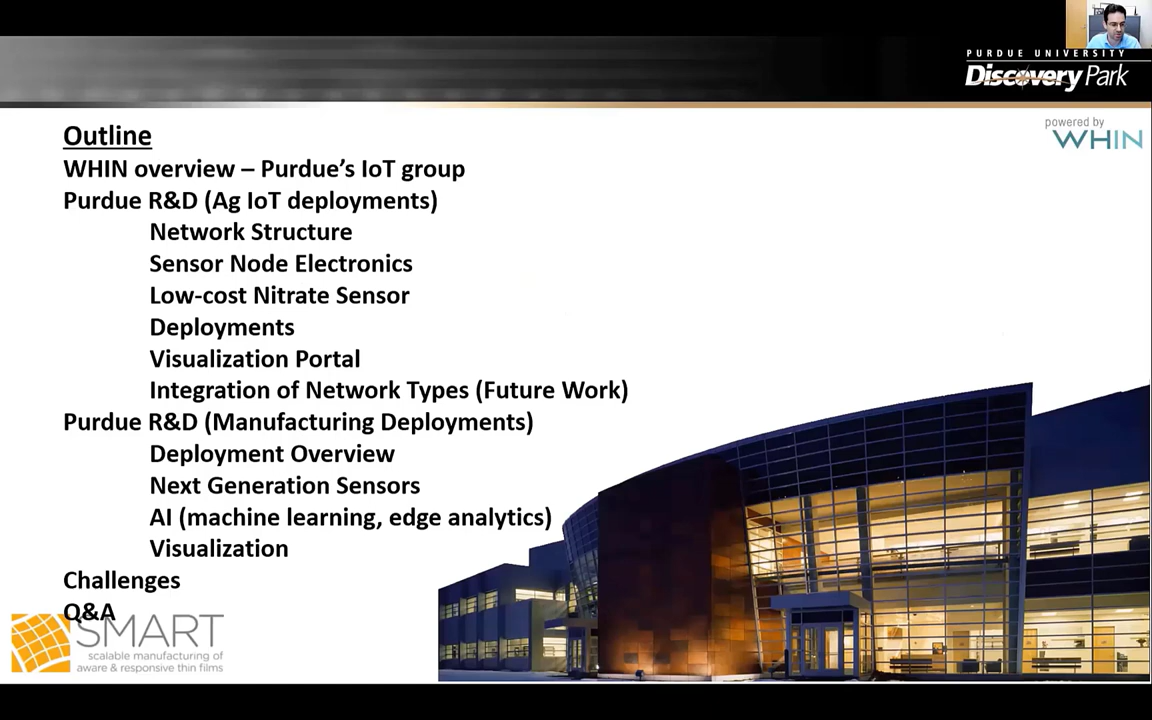 PURDUE UNIVERSITY
Discovery Park
powered by
WHIN
Outline
WHIN overview – Purdue's IoT group
Purdue R&D (Ag IoT deployments)
Network Structure
Sensor Node Electronics
Low-cost Nitrate Sensor
Deployments
Visualization Portal
Integration of Network Types (Future Work)
Purdue R&D (Manufacturing Deployments)
Deployment Overview
Next Generation Sensors
AI (machine learning, edge analytics)
Visualization
Challenges
Q&A
SMART
scalable manufacturing of
aware & responsive thin films